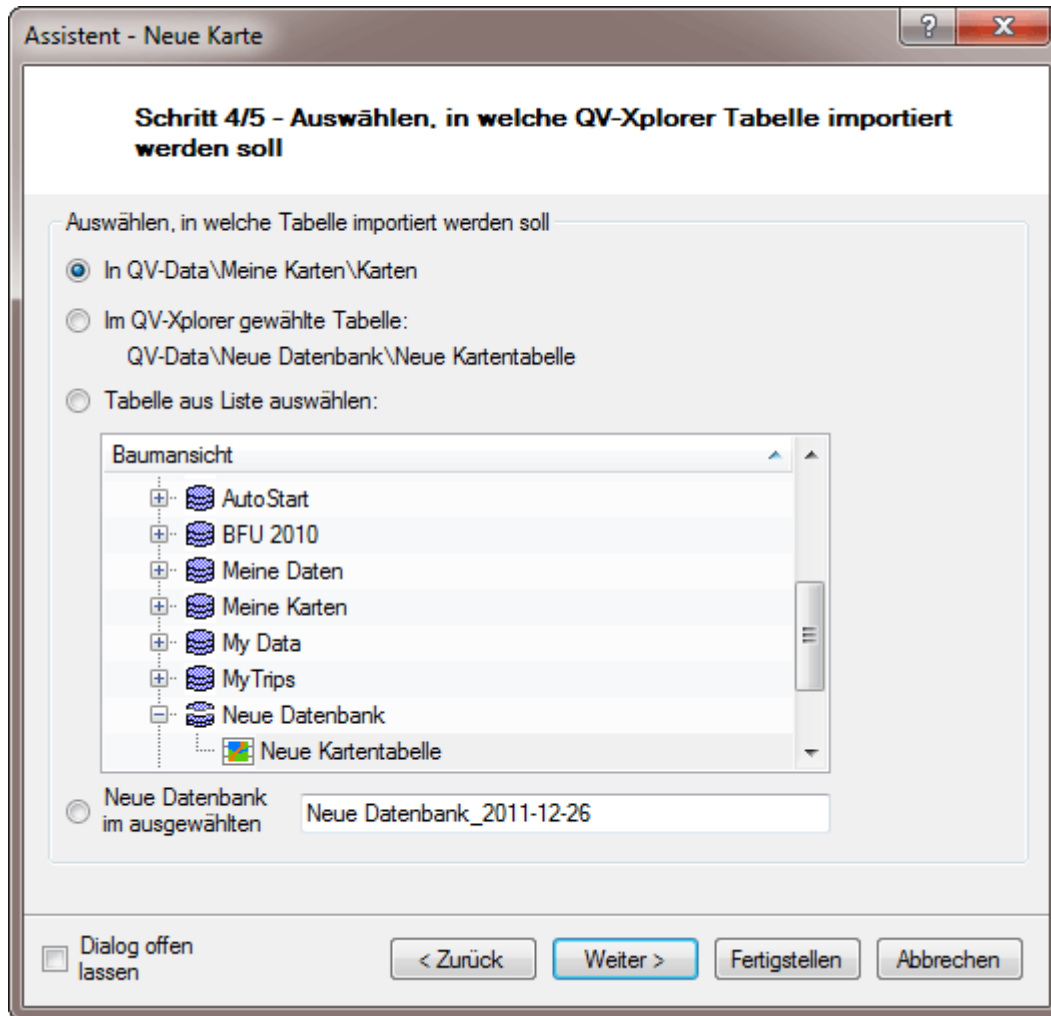 Assistent - Neue Karte
Schritt 4/5 - Auswählen, in welche QV-Xplorer Tabelle importiert
werden soll
Auswählen, in welche Tabelle importiert werden soll
In QV-Data\Meine Karten\Karten
Im QV-Xplorer gewählte Tabelle:
QV-Data\Neue Datenbank\Neue Kartentabelle
Tabelle aus Liste auswählen:
Baumansicht
AutoStart
BFU 2010
Meine Daten
Meine Karten
My Data
MyTrips
Neue Datenbank
Neue Kartentabelle
Neue Datenbank
im ausgewählten
Neue Datenbank_2011-12-26
Dialog offen
lassen
< Zurück
Weiter >
Fertigstellen
Abbrechen